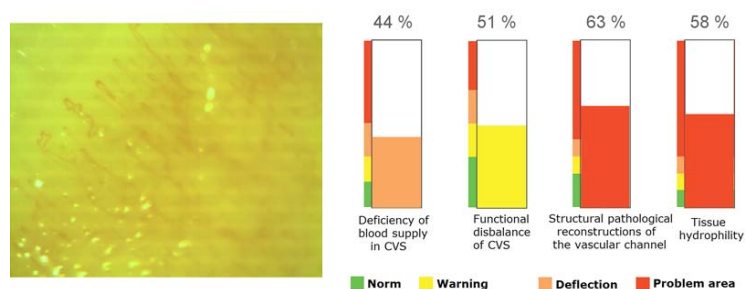 44 %
51 %
63 %
58 %
Deficiency of
blood supply
in CVS
Functional
disbalance
of CVS
Structural pathological
reconstructions of
the vascular channel
Tissue
hydrophility
Norm
Warning
Deflection
Problem area